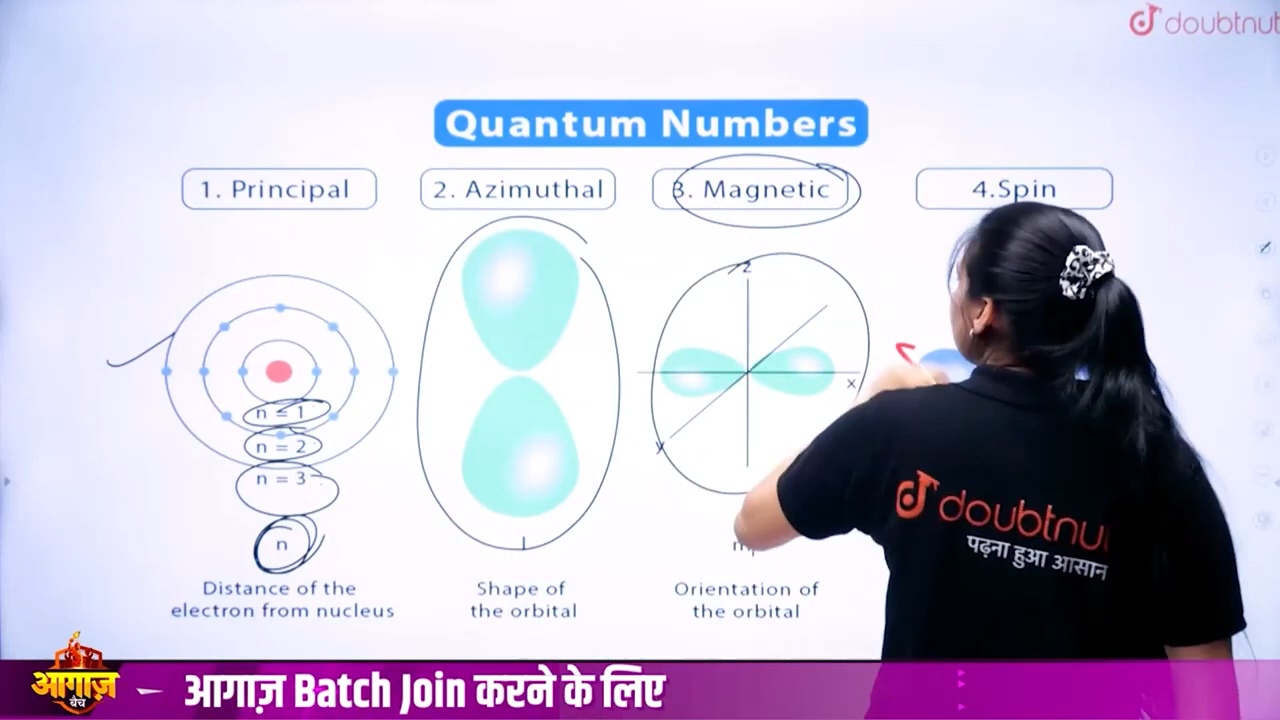 doubtnut
Quantum Numbers
1. Principal
2. Azimuthal
3. Magnetic
4.Spin
z
x
y
n = 1
n = 2
n = 3
n
l
Distance of the
electron from nucleus
Shape of
the orbital
Orientation of
the orbital
doubtnu
पढ़ना हुआ आसान
आगाज़
बैच
आगाज़ Batch Join करने के लिए